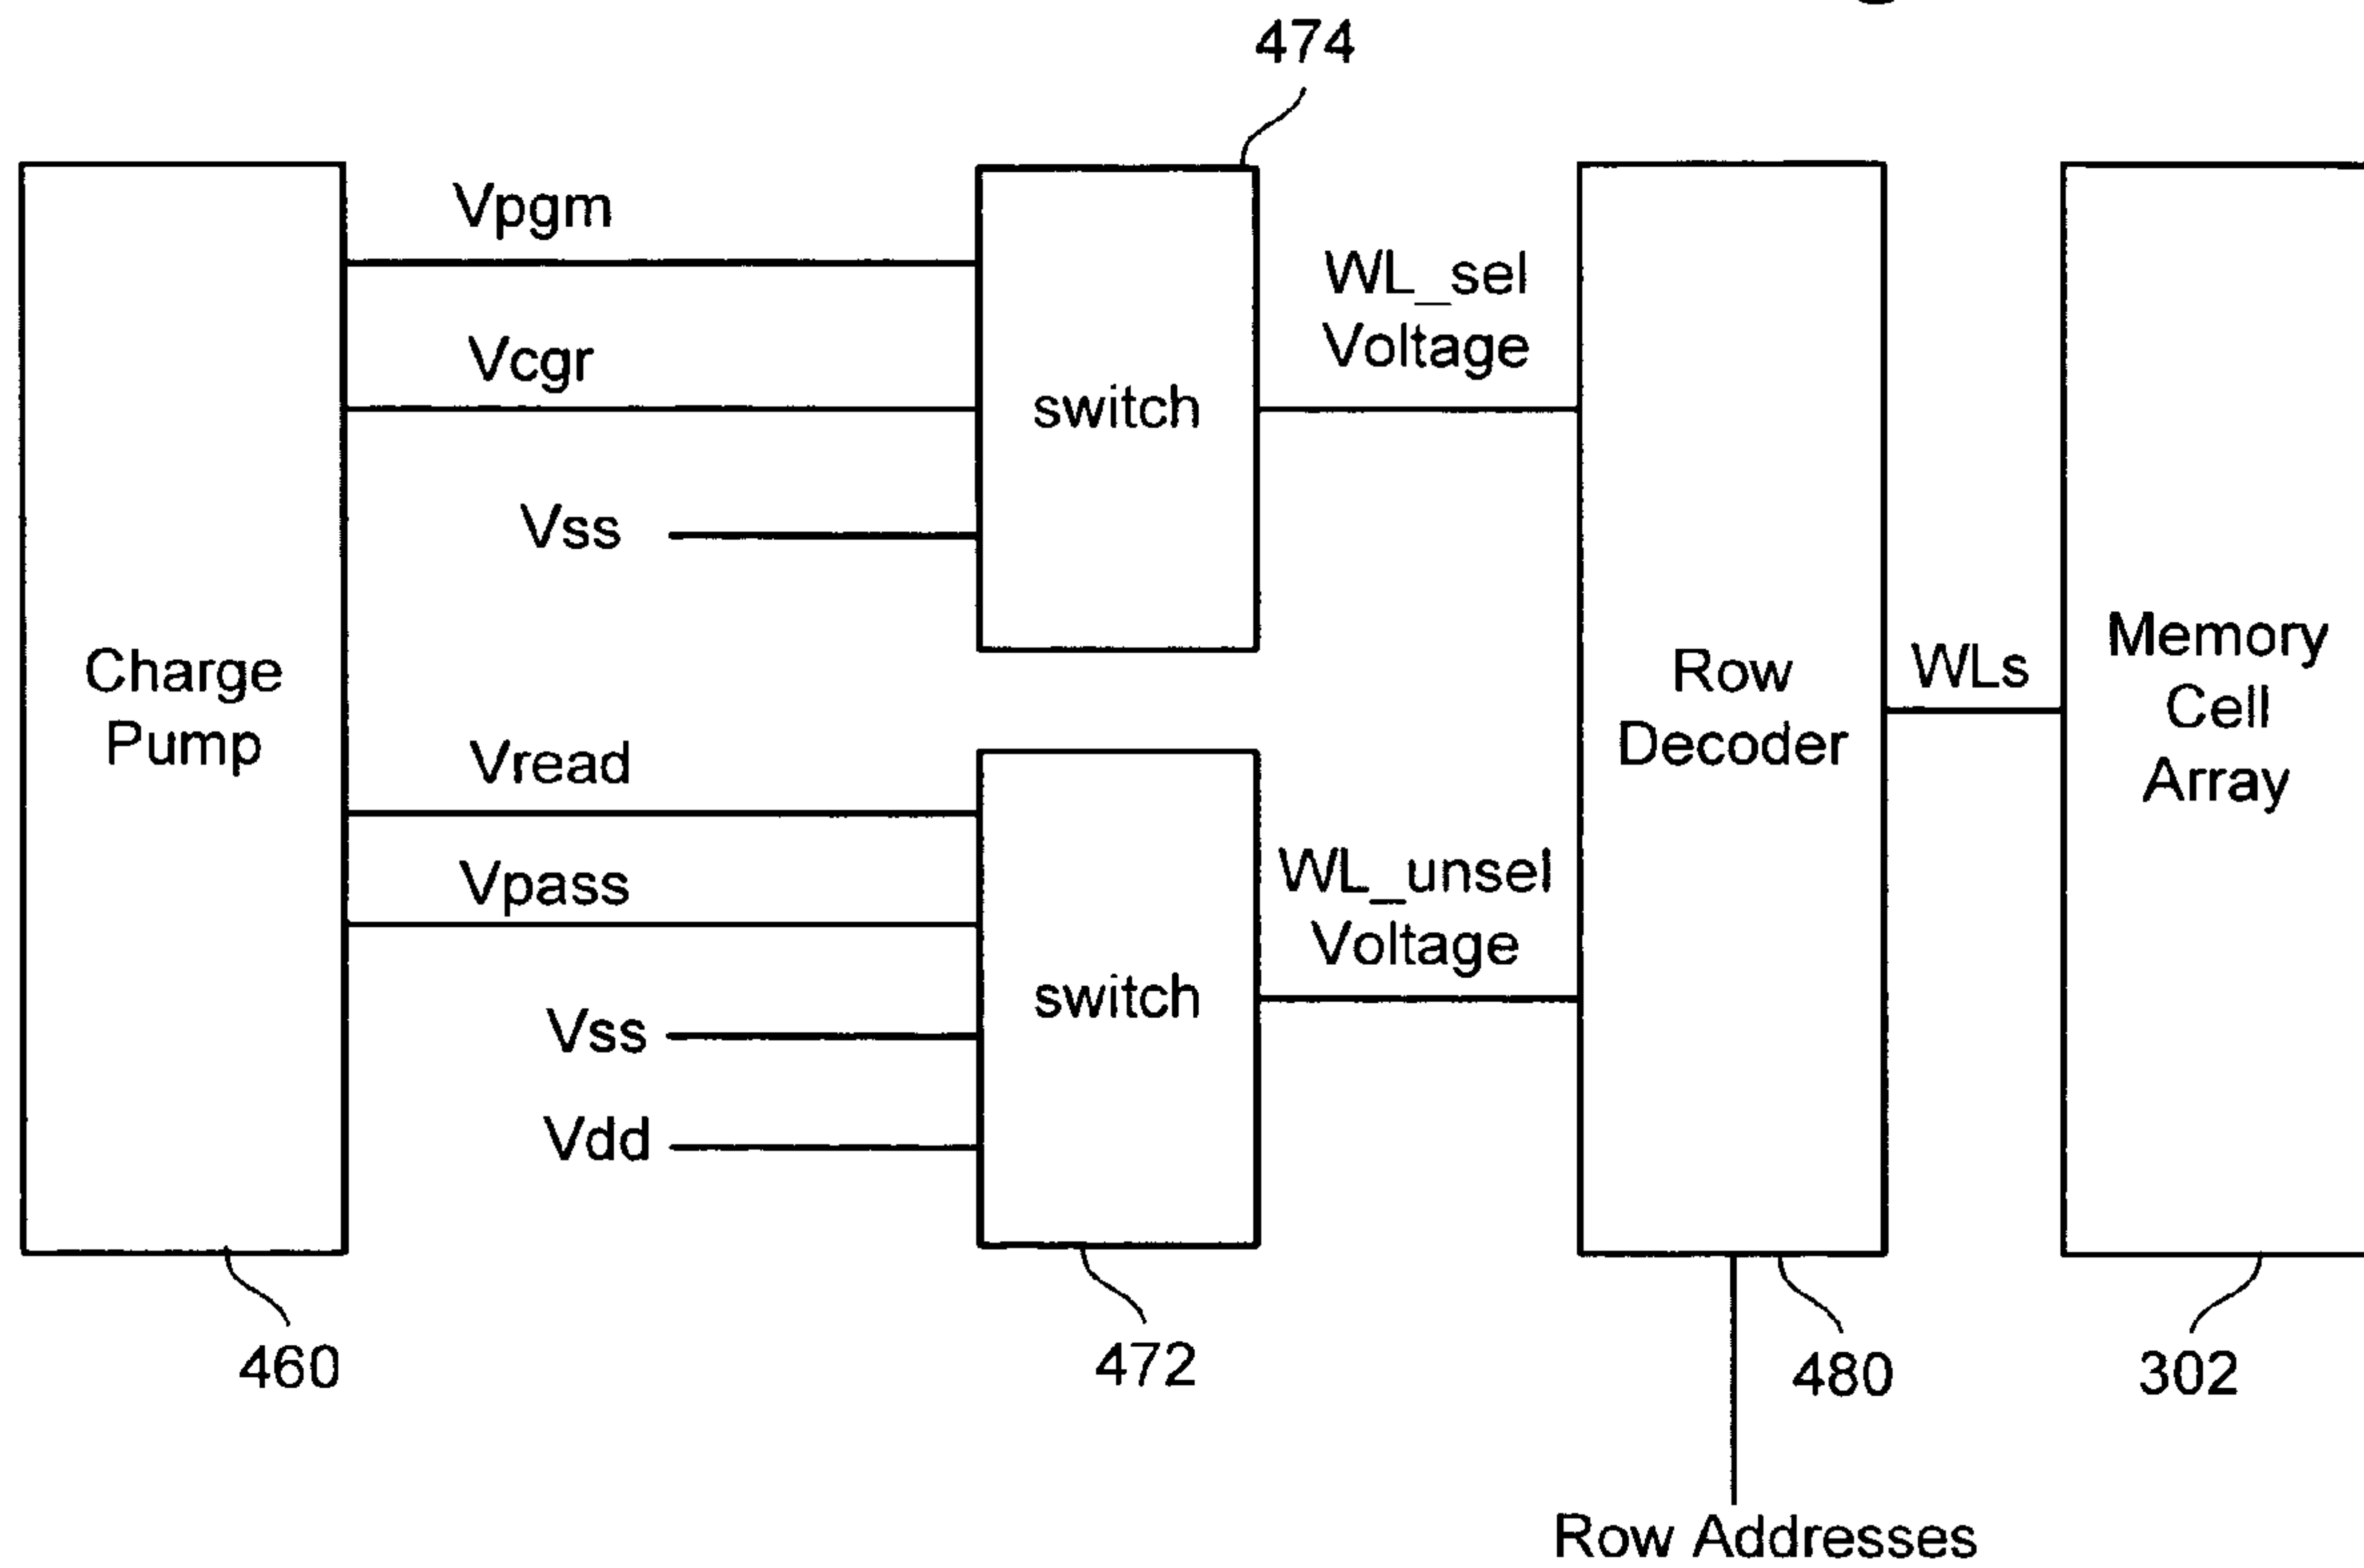 474
Vpgm
WL_sel
Voltage
Vcgr
switch
Vss
Charge
Pump
Row
Decoder
WLs
Memory
Cell
Array
Vread
Vpass
WL_unsel
Voltage
switch
Vss
Vdd
460
472
480
302
Row Addresses